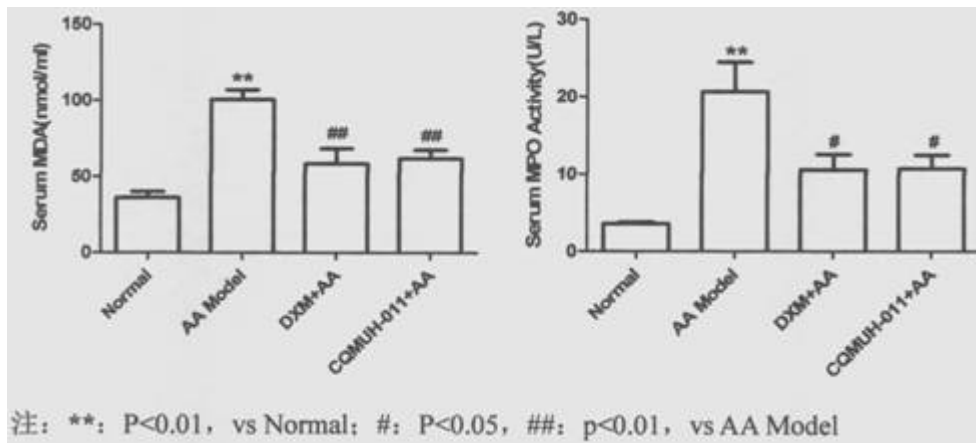 150
100
50
0
Serum MDA(nmol/ml)
**
##
##
Normal
AA Model
DXM+AA
CQMUH-011+AA
30
20
10
0
Serum MPO Activity(U/L)
**
#
#
Normal
AA Model
DXM+AA
CQMUH-011+AA
注： **： P<0.01， vs Normal；#：P<0.05，##：p<0.01，vs AA Model